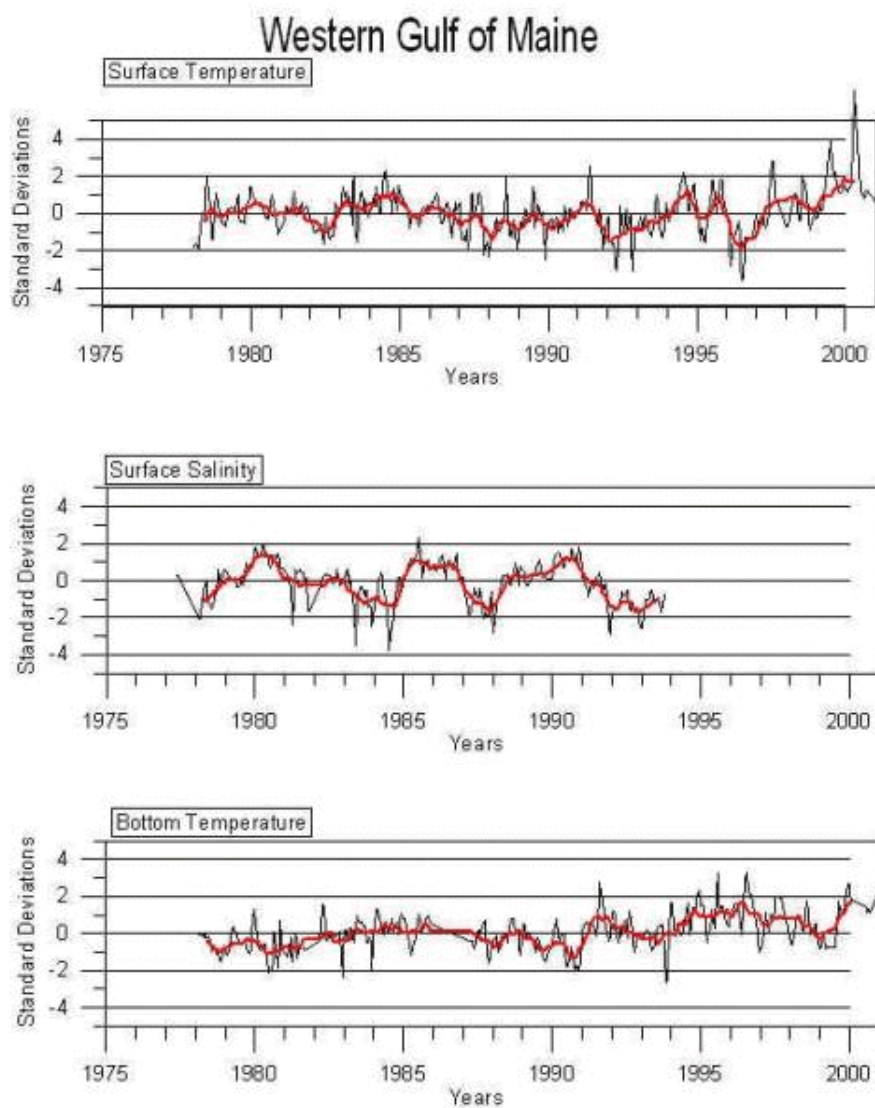 Western Gulf of Maine
Surface Temperature
Standard Deviations
4
2
0
-2
-4
1975 1980 1985 1990 1995 2000
Years
Surface Salinity
Standard Deviations
4
2
0
-2
-4
1975 1980 1985 1990 1995 2000
Years
Bottom Temperature
Standard Deviations
4
2
0
-2
-4
1975 1980 1985 1990 1995 2000
Years